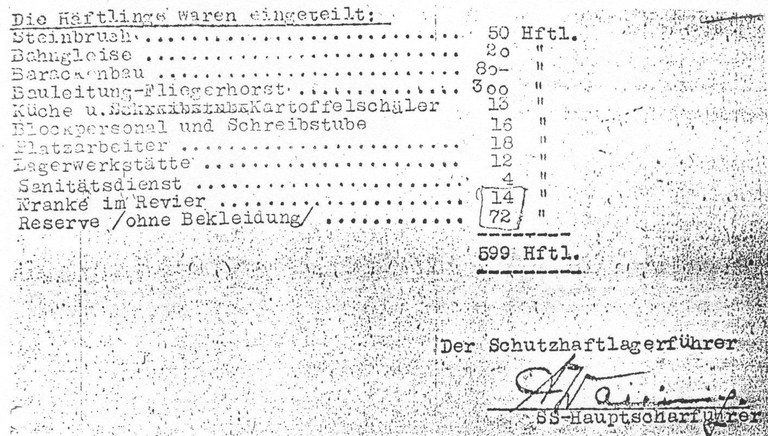 Die Häftlinge waren eingeteilt:
Steinbruch ............................ 50 Hftl.
Bahngleise ............................ 20 "
Barackenbau ........................... 80- "
Bauleitung-Fliegerhorst ............... 300 "
Küche u. Kartoffelschäler 13 "
Blockpersonal und Schreibstube 16 "
Platzarbeiter ......................... 18 "
Lagerwerkstätte ....................... 12 "
Sanitätsdienst ........................ 4 "
Kranke im Revier ...................... 14
Reserve /ohne Bekleidung/ ............. 72 "
599 Hftl.
Der Schutzhaftlagerführer
SS-Hauptscharführer